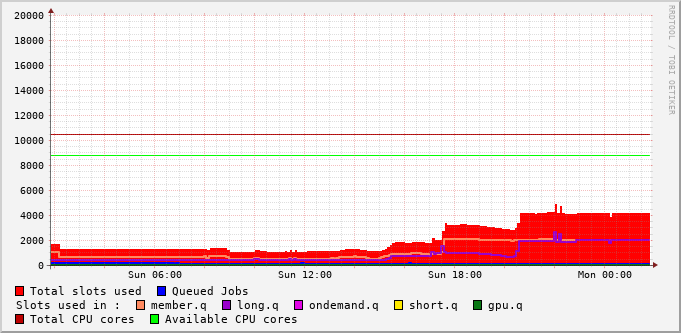 20000
18000
16000
14000
12000
10000
8000
6000
4000
2000
0
Sun 06:00 Sun 12:00 Sun 18:00 Mon 00:00
RRDTOOL / TOBI OETIKER
Total slots used Queued Jobs
Slots used in : member.q long.q ondemand.q short.q gpu.q
Total CPU cores Available CPU cores